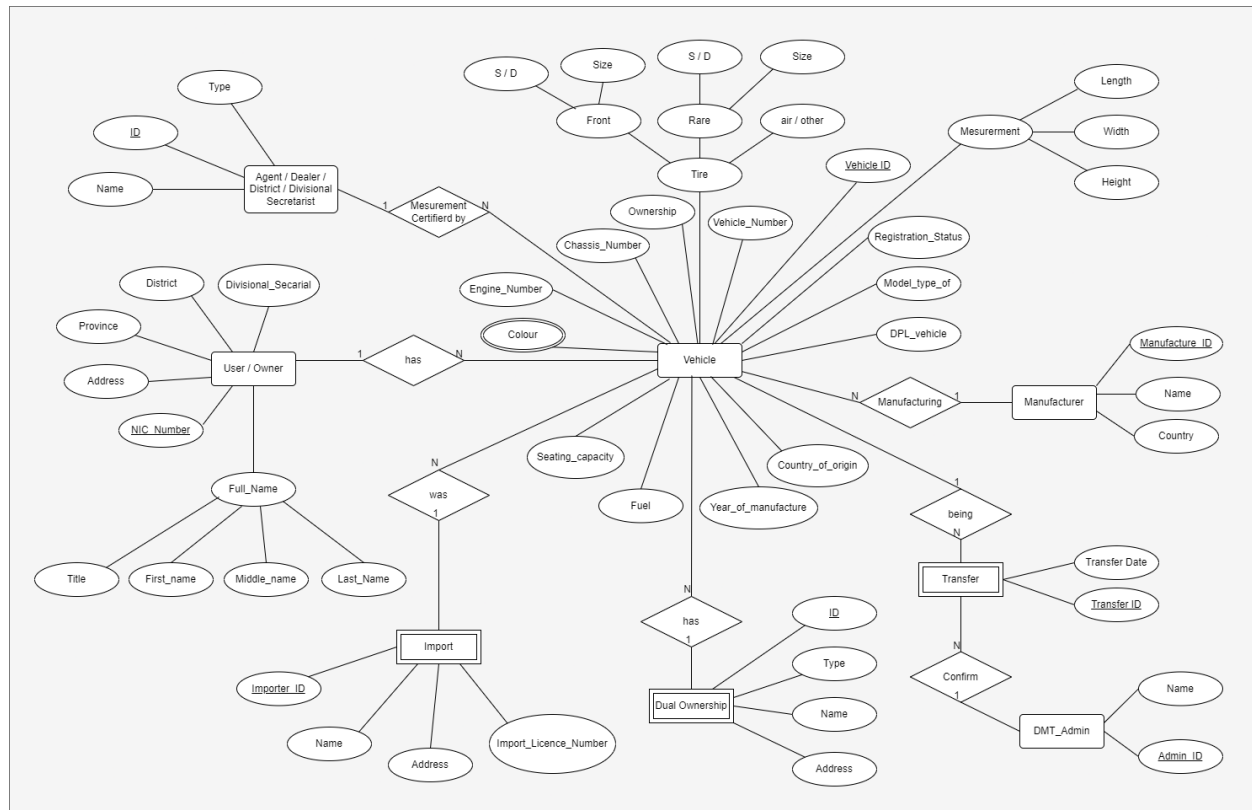 S / D
Size
S / D
Size
Type
Length
ID
Front
Rare
air / other
Mesurerment
Width
Name
Agent / Dealer /
District / Divisional
Secretarist
Tire
Vehicle ID
Height
1
Mesurement
Certifierd by
N
Ownership
Vehicle_Number
Chassis_Number
Registration_Status
District
Divisional_Secarial
Engine_Number
Model_type_of
Province
Colour
DPL_vehicle
Manufacture_ID
User / Owner
1
has
N
Vehicle
Address
Name
N
Manufacturing
1
Manufacturer
NIC_Number
Country
Seating_capacity
Country_of_origin
N
Full_Name
was
Fuel
Year_of_manufacture
1
1
being
N
Title
First_name
Middle_name
Last_Name
Transfer
Transfer Date
N
Transfer ID
has
ID
1
Import
N
Type
Confirm
Importer_ID
Dual Ownership
1
Name
Name
Name
Import_Licence_Number
DMT_Admin
Address
Address
Admin_ID